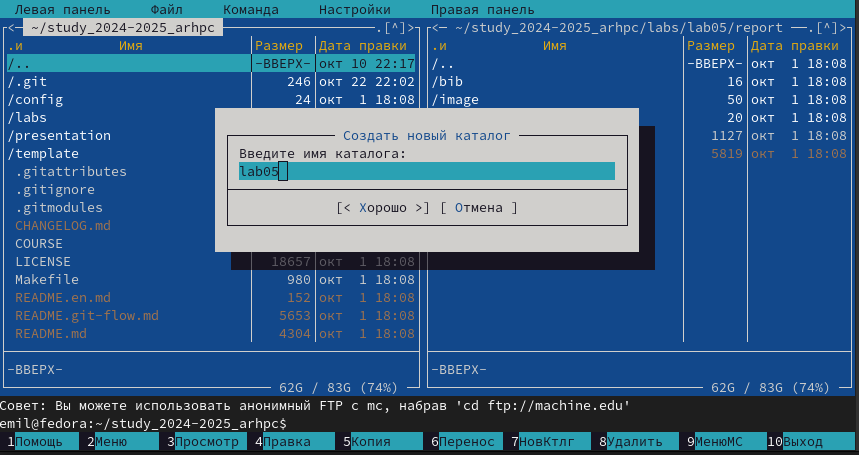 Левая панель Файл Команда Настройки Правая панель
<─ ~/study_2024-2025_arhpc ─.[^]>
<─ ~/study_2024-2025_arhpc/labs/lab05/report ─.[^]>
.и Имя Размер Дата правки .и Имя Размер Дата правки
/.. -ВВЕРХ- окт 10 22:17 /.. -ВВЕРХ- окт 1 18:08
/.git 246 окт 22 22:02 /bib 16 окт 1 18:08
/config 24 окт 1 18:08 /image 50 окт 1 18:08
/labs 20 окт 1 18:08
/presentation 1127 окт 1 18:08
/template 5819 окт 1 18:08
.gitattributes
.gitignore
.gitmodules
CHANGELOG.md
COURSE
LICENSE 18657 окт 1 18:08
Makefile 980 окт 1 18:08
README.en.md 152 окт 1 18:08
README.git-flow.md 5653 окт 1 18:08
README.md 4304 окт 1 18:08
Создать новый каталог
Введите имя каталога:
lab05
[< Хорошо >] [ Отмена ]
-ВВЕРХ- -ВВЕРХ-
62G / 83G (74%) 62G / 83G (74%)
Совет: Вы можете использовать анонимный FTP с mc, набрав 'cd ftp://machine.edu'
emil@fedora:~/study_2024-2025_arhpc$
1Помощь 2Меню 3Просмотр 4Правка 5Копия 6Перенос 7НовКтлг 8Удалить 9МенюМС 10Выход